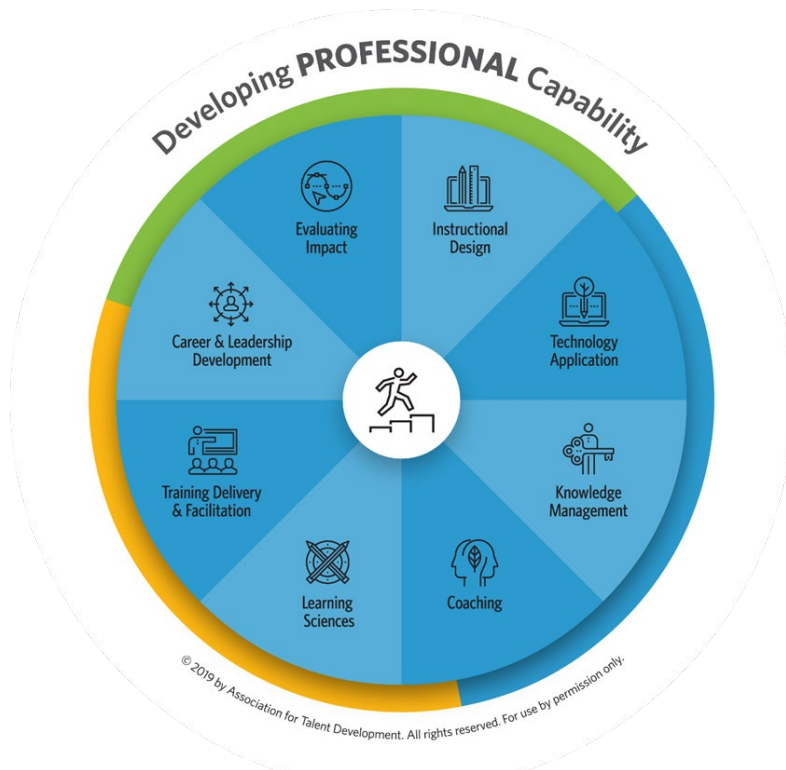 Developing PROFESSIONAL Capability
Evaluating
Impact
Instructional
Design
Career & Leadership
Development
Technology
Application
Training Delivery
& Facilitation
Knowledge
Management
Learning
Sciences
Coaching
© 2019 by Association for Talent Development. All rights reserved. For use by permission only.